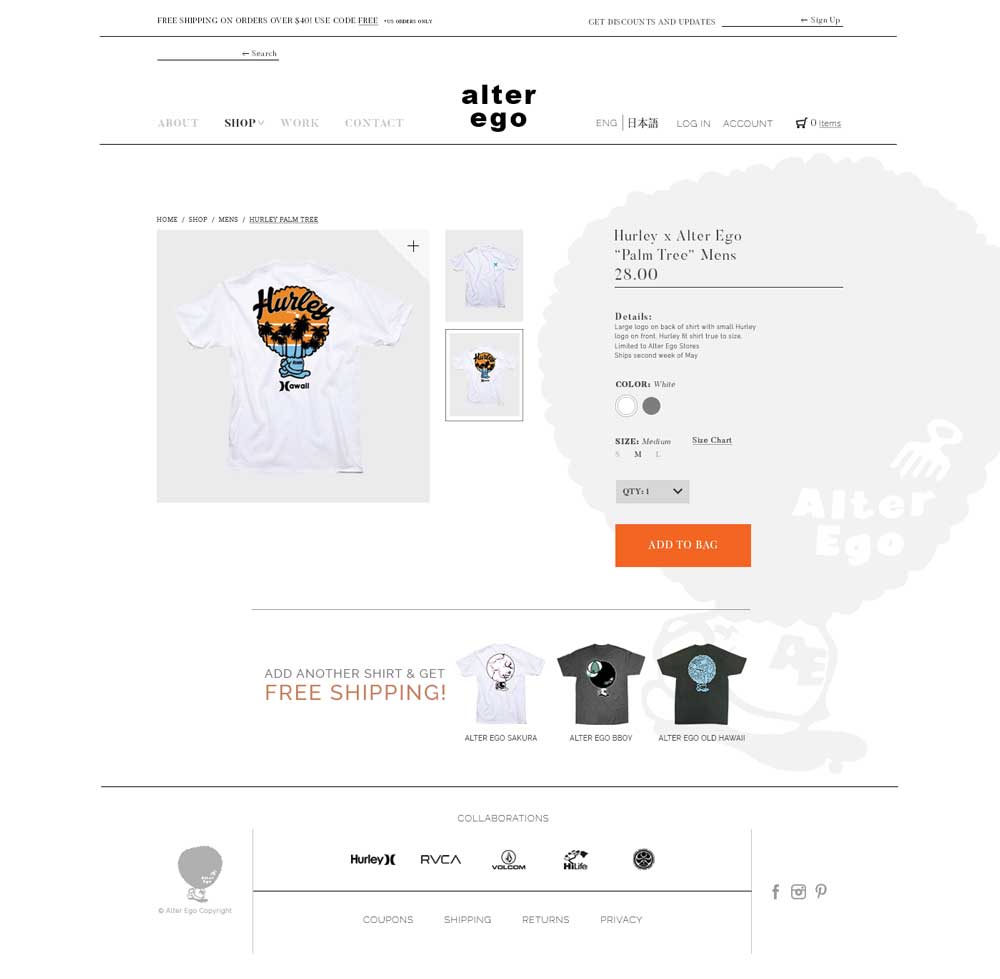 FREE SHIPPING ON ORDERS OVER $40! USE CODE FREE *US ORDERS ONLY
GET DISCOUNTS AND UPDATES ← Sign Up
← Search
ABOUT SHOP WORK CONTACT
alter
ego
ENG 日本語 LOG IN ACCOUNT 0 Items
HOME / SHOP / MENS / HURLEY PALM TREE
Hurley
Hawaii
Hurley x Alter Ego
“Palm Tree” Mens
28.00
Details:
Large logo on back of shirt with small Hurley
logo on front. Hurley fit shirt true to size.
Limited to Alter Ego Stores
Ships second week of May
COLOR: White
SIZE: Medium Size Chart
S M L
QTY: 1
ADD TO BAG
Alter
Ego
AE
ADD ANOTHER SHIRT & GET
FREE SHIPPING!
ALTER EGO SAKURA ALTER EGO BBOY ALTER EGO OLD HAWAII
COLLABORATIONS
Hurley RVCA VOLCOM HiLife
Alter
Ego
© Alter Ego Copyright
COUPONS SHIPPING RETURNS PRIVACY